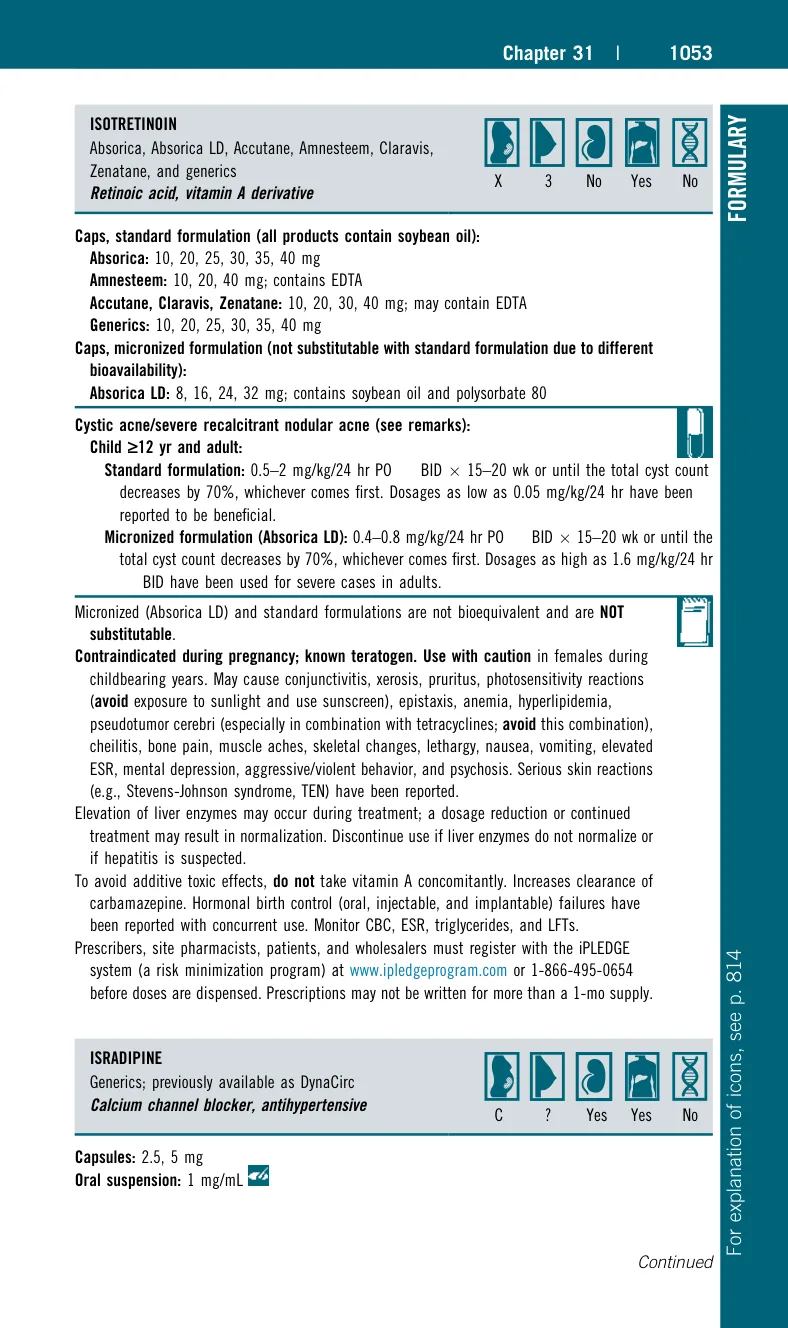 Chapter 31 | 1053
ISOTRETINOIN
Absorica, Absorica LD, Accutane, Amnesteem, Claravis,
Zenatane, and generics
Retinoic acid, vitamin A derivative
X 3 No Yes No
Caps, standard formulation (all products contain soybean oil):
Absorica: 10, 20, 25, 30, 35, 40 mg
Amnesteem: 10, 20, 40 mg; contains EDTA
Accutane, Claravis, Zenatane: 10, 20, 30, 40 mg; may contain EDTA
Generics: 10, 20, 25, 30, 35, 40 mg
Caps, micronized formulation (not substitutable with standard formulation due to different
bioavailability):
Absorica LD: 8, 16, 24, 32 mg; contains soybean oil and polysorbate 80
Cystic acne/severe recalcitrant nodular acne (see remarks):
Child ≥12 yr and adult:
Standard formulation: 0.5–2 mg/kg/24 hr PO BID × 15–20 wk or until the total cyst count
decreases by 70%, whichever comes first. Dosages as low as 0.05 mg/kg/24 hr have been
reported to be beneficial.
Micronized formulation (Absorica LD): 0.4–0.8 mg/kg/24 hr PO BID × 15–20 wk or until the
total cyst count decreases by 70%, whichever comes first. Dosages as high as 1.6 mg/kg/24 hr
BID have been used for severe cases in adults.
Micronized (Absorica LD) and standard formulations are not bioequivalent and are NOT
substitutable.
Contraindicated during pregnancy; known teratogen. Use with caution in females during
childbearing years. May cause conjunctivitis, xerosis, pruritus, photosensitivity reactions
(avoid exposure to sunlight and use sunscreen), epistaxis, anemia, hyperlipidemia,
pseudotumor cerebri (especially in combination with tetracyclines; avoid this combination),
cheilitis, bone pain, muscle aches, skeletal changes, lethargy, nausea, vomiting, elevated
ESR, mental depression, aggressive/violent behavior, and psychosis. Serious skin reactions
(e.g., Stevens-Johnson syndrome, TEN) have been reported.
Elevation of liver enzymes may occur during treatment; a dosage reduction or continued
treatment may result in normalization. Discontinue use if liver enzymes do not normalize or
if hepatitis is suspected.
To avoid additive toxic effects, do not take vitamin A concomitantly. Increases clearance of
carbamazepine. Hormonal birth control (oral, injectable, and implantable) failures have
been reported with concurrent use. Monitor CBC, ESR, triglycerides, and LFTs.
Prescribers, site pharmacists, patients, and wholesalers must register with the iPLEDGE
system (a risk minimization program) at www.ipledgeprogram.com or 1-866-495-0654
before doses are dispensed. Prescriptions may not be written for more than a 1-mo supply.
ISRADIPINE
Generics; previously available as DynaCirc
Calcium channel blocker, antihypertensive
C ? Yes Yes No
Capsules: 2.5, 5 mg
Oral suspension: 1 mg/mL
Continued
FORMULARY
For explanation of icons, see p. 814